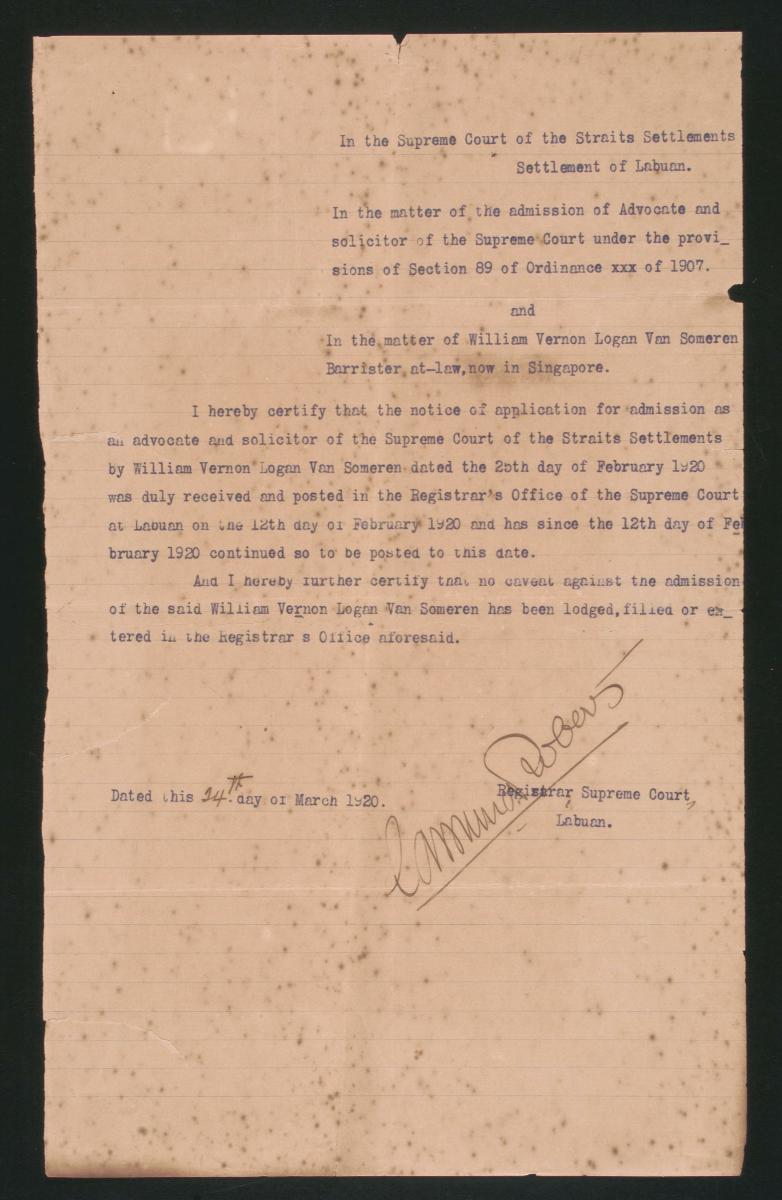 In the Supreme Court of the Straits Settlements
Settlement of Labuan.
In the matter of the admission of Advocate and
solicitor of the Supreme Court under the provi_
sions of Section 89 of Ordinance xxx of 1907.
and
In the matter of William Vernon Logan Van Someren
Barrister at-law,now in Singapore.
I hereby certify that the notice of application for admission as
an advocate and solicitor of the Supreme Court of the Straits Settlements
by William Vernon Logan Van Someren dated the 25th day of February 1920
was duly received and posted in the Registrar's Office of the Supreme Court
at Labuan on the 12th day of February 1920 and has since the 12th day of Feb
bruary 1920 continued so to be posted to this date.
And I hereby further certify that no caveat against the admission
of the said William Vernon Logan Van Someren has been lodged,filled or en_
tered in the Registrar s Office aforesaid.
Dated this 24th day of March 1920.
Registrar Supreme Court,
Labuan.